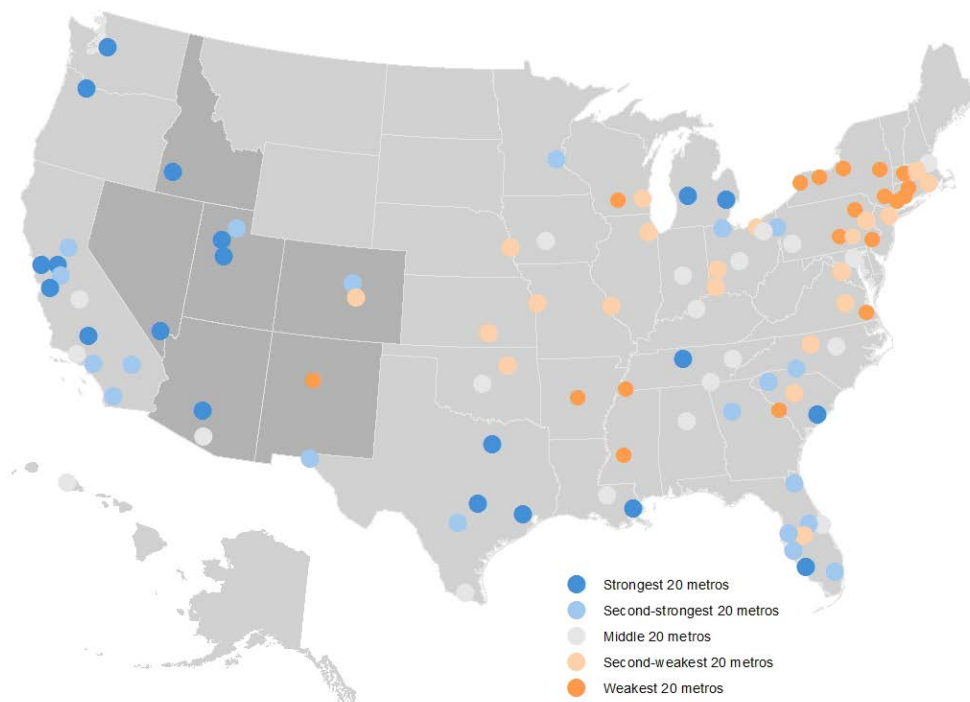 Strongest 20 metros
Second-strongest 20 metros
Middle 20 metros
Second-weakest 20 metros
Weakest 20 metros